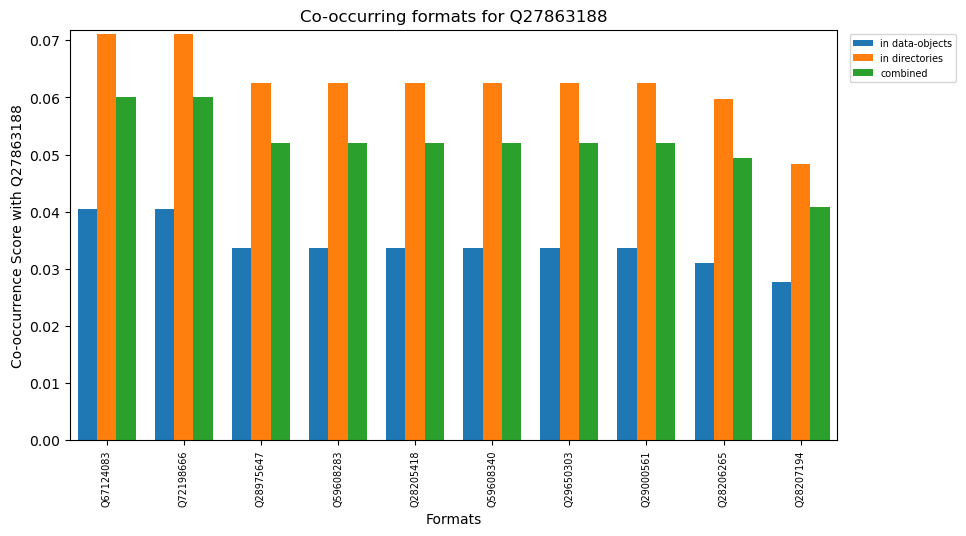 Co-occurring formats for Q27863188
Co-occurrence Score with Q27863188
0.07
0.06
0.05
0.04
0.03
0.02
0.01
0.00
in data-objects
in directories
combined
Q67124083
Q72198666
Q28975647
Q59608283
Q28205418
Q59608340
Q29650303
Q29000561
Q28206265
Q28207194
Formats